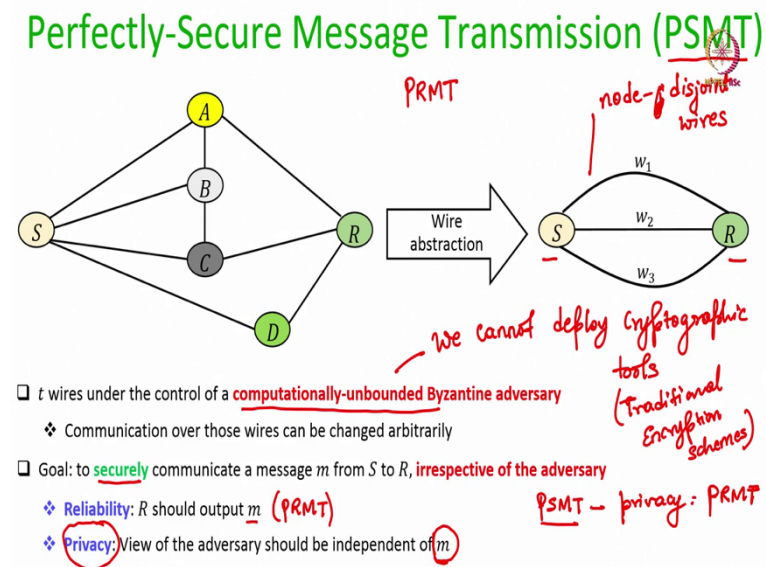 Perfectly-Secure Message Transmission (PSMT)
PRMT
node-disjoint
wires
A
B
S
C
R
D
Wire
abstraction
S
R
w1
w2
w3
we cannot deploy cryptographic
tools
(Traditional
Encryption
schemes)
❑ t wires under the control of a computationally-unbounded Byzantine adversary
❖ Communication over those wires can be changed arbitrarily
❑ Goal: to securely communicate a message m from S to R, irrespective of the adversary
❖ Reliability: R should output m (PRMT)
PSMT - privacy : PRMT
❖ Privacy: View of the adversary should be independent of m